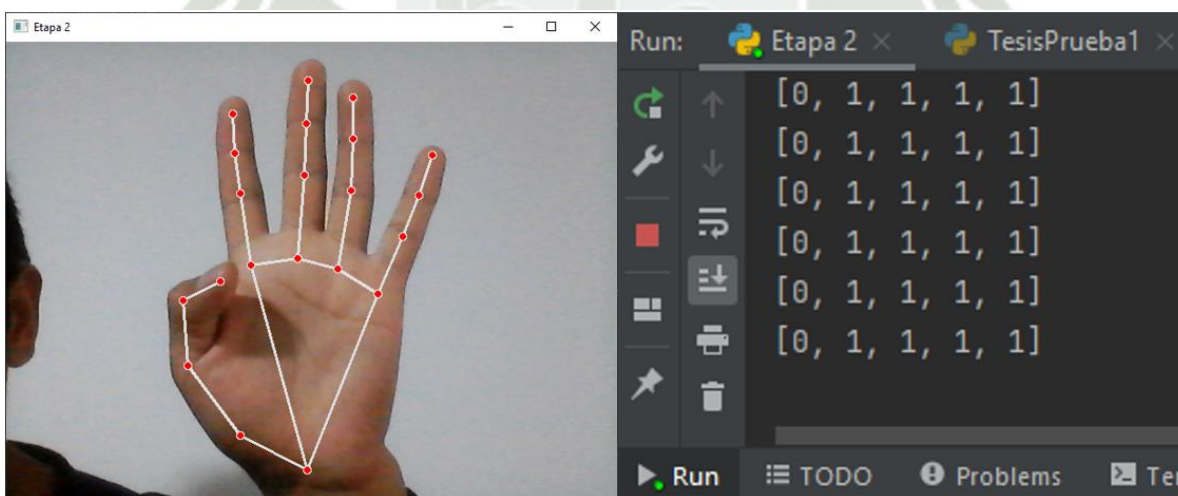 Etapa 2
Run: Etapa 2 TesisPrueba1
[0, 1, 1, 1, 1]
[0, 1, 1, 1, 1]
[0, 1, 1, 1, 1]
[0, 1, 1, 1, 1]
[0, 1, 1, 1, 1]
[0, 1, 1, 1, 1]
Run TODO Problems